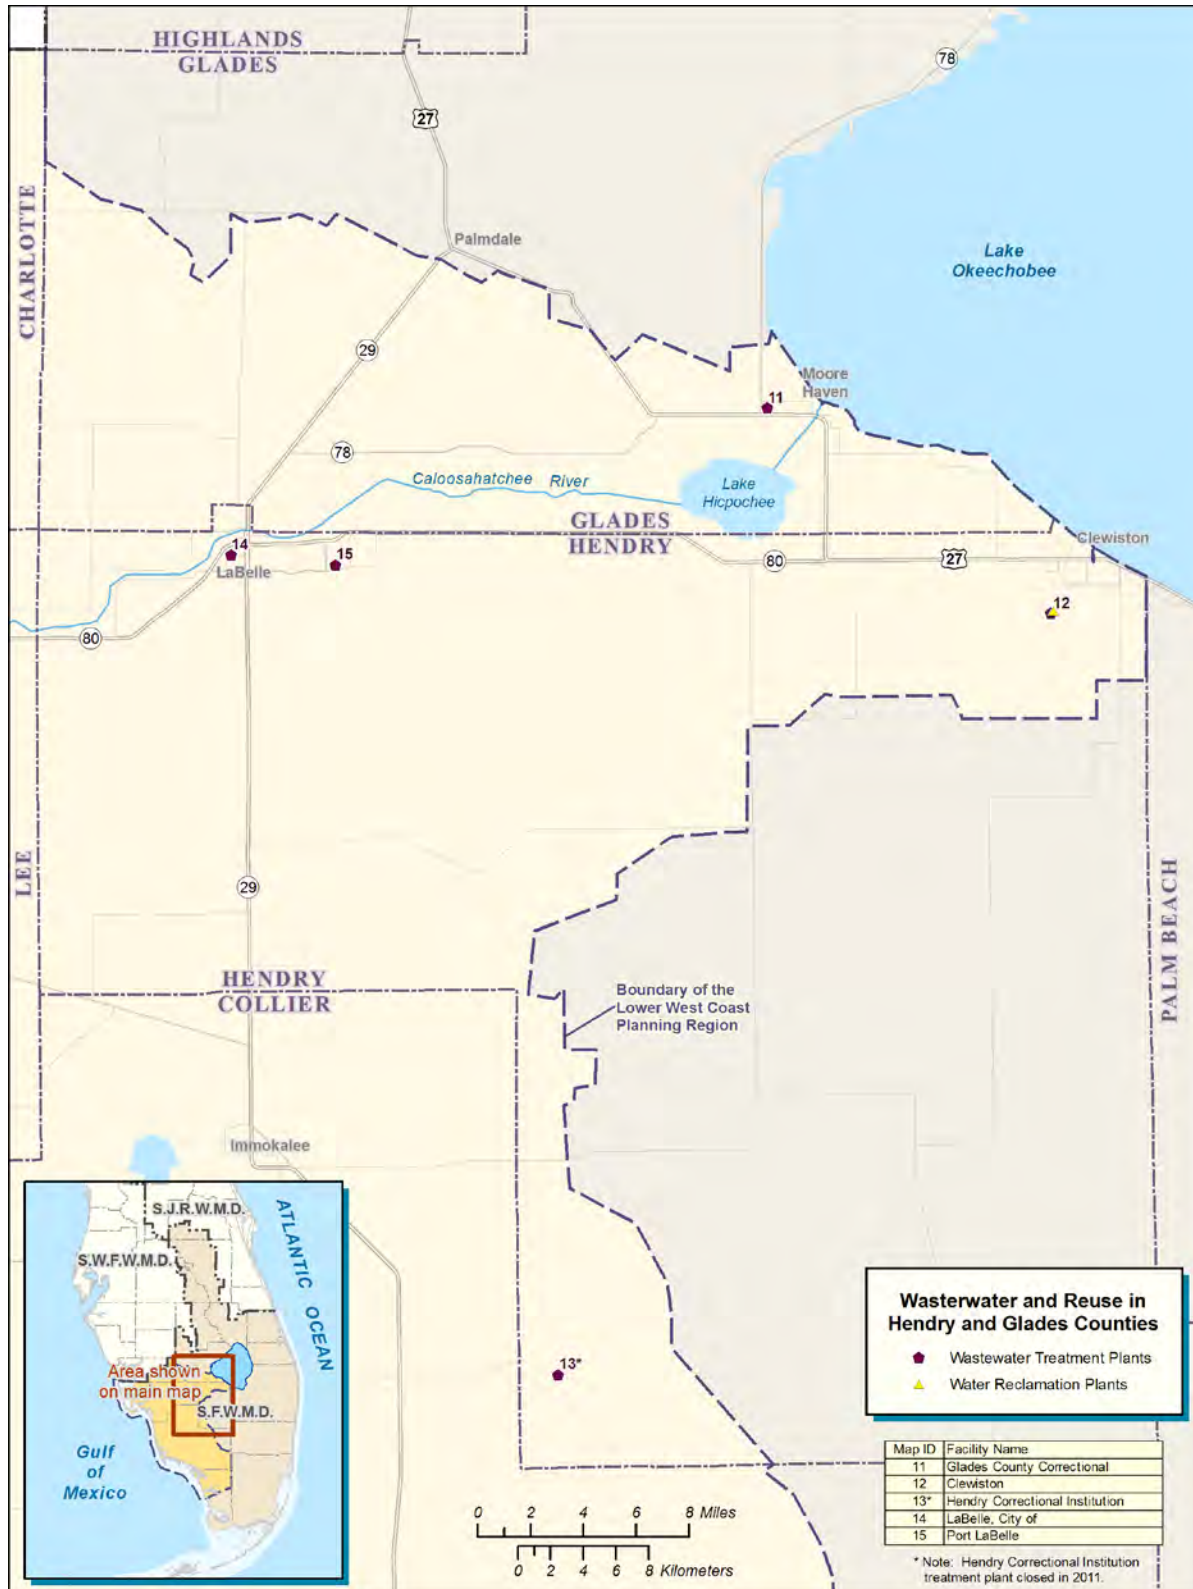 HIGHLANDS
GLADES
78
27
CHARLOTTE
Palmdale
Lake
Okeechobee
29
Moore
Haven
11
78
Caloosahatchee River
Lake
Hicpochee
GLADES
HENDRY
14
15
LaBelle
80
27
Clewiston
12
80
LEE
29
PALM BEACH
HENDRY
COLLIER
Boundary of the
Lower West Coast
Planning Region
Immokalee
S.J.R.W.M.D.
S.W.F.W.M.D.
ATLANTIC OCEAN
Area shown
on main map
S.F.W.M.D.
Gulf
of
Mexico
13*
Wasterwater and Reuse in
Hendry and Glades Counties
Wastewater Treatment Plants
Water Reclamation Plants
Map ID Facility Name
11 Glades County Correctional
12 Clewiston
13* Hendry Correctional Institution
14 LaBelle, City of
15 Port LaBelle
* Note: Hendry Correctional Institution
treatment plant closed in 2011.
0 2 4 6 8 Miles
0 2 4 6 8 Kilometers